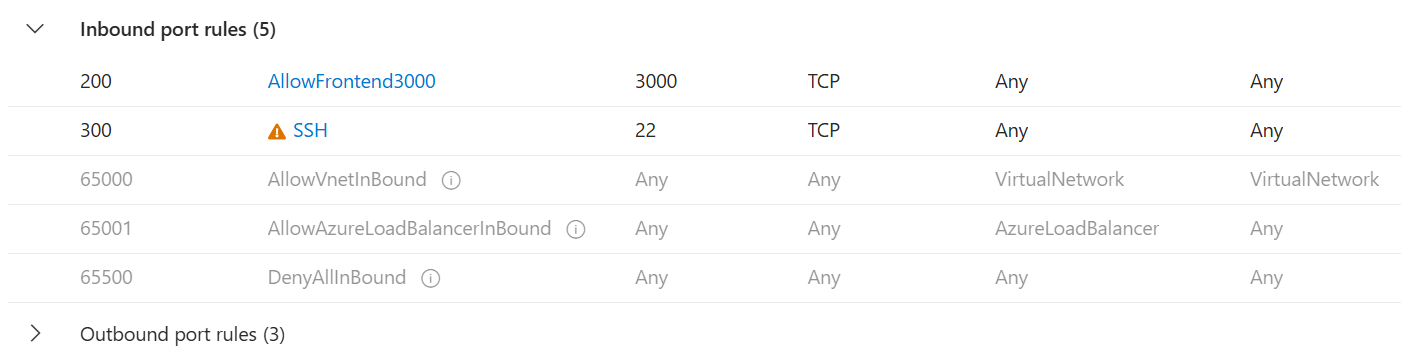 Inbound port rules (5)
200 AllowFrontend3000 3000 TCP Any Any
300 SSH 22 TCP Any Any
65000 AllowVnetInBound Any Any VirtualNetwork VirtualNetwork
65001 AllowAzureLoadBalancerInBound Any Any AzureLoadBalancer Any
65500 DenyAllInBound Any Any Any Any
Outbound port rules (3)